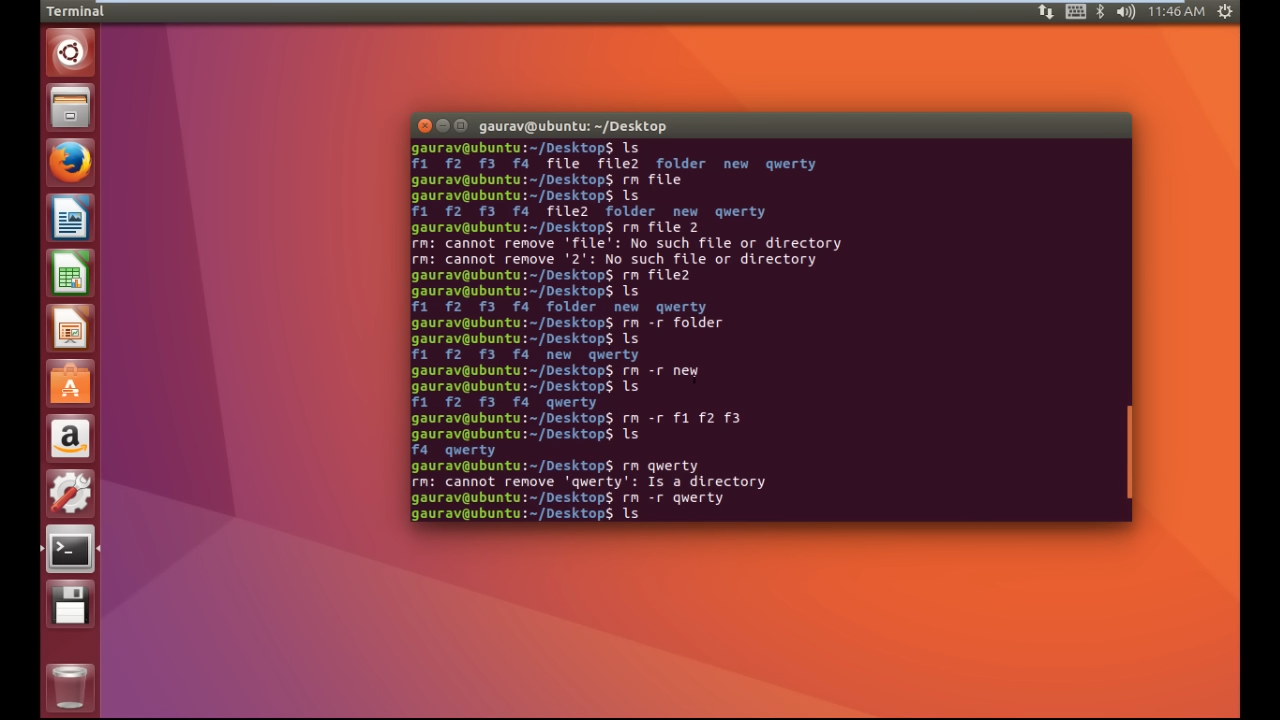 Terminal
11:46 AM
gaurav@ubuntu: ~/Desktop
gaurav@ubuntu:~/Desktop$ ls
f1 f2 f3 f4 file file2 folder new qwerty
gaurav@ubuntu:~/Desktop$ rm file
gaurav@ubuntu:~/Desktop$ ls
f1 f2 f3 f4 file2 folder new qwerty
gaurav@ubuntu:~/Desktop$ rm file 2
rm: cannot remove 'file': No such file or directory
rm: cannot remove '2': No such file or directory
gaurav@ubuntu:~/Desktop$ rm file2
gaurav@ubuntu:~/Desktop$ ls
f1 f2 f3 f4 folder new qwerty
gaurav@ubuntu:~/Desktop$ rm -r folder
gaurav@ubuntu:~/Desktop$ ls
f1 f2 f3 f4 new qwerty
gaurav@ubuntu:~/Desktop$ rm -r new
gaurav@ubuntu:~/Desktop$ ls
f1 f2 f3 f4 qwerty
gaurav@ubuntu:~/Desktop$ rm -r f1 f2 f3
gaurav@ubuntu:~/Desktop$ ls
f4 qwerty
gaurav@ubuntu:~/Desktop$ rm qwerty
rm: cannot remove 'qwerty': Is a directory
gaurav@ubuntu:~/Desktop$ rm -r qwerty
gaurav@ubuntu:~/Desktop$ ls